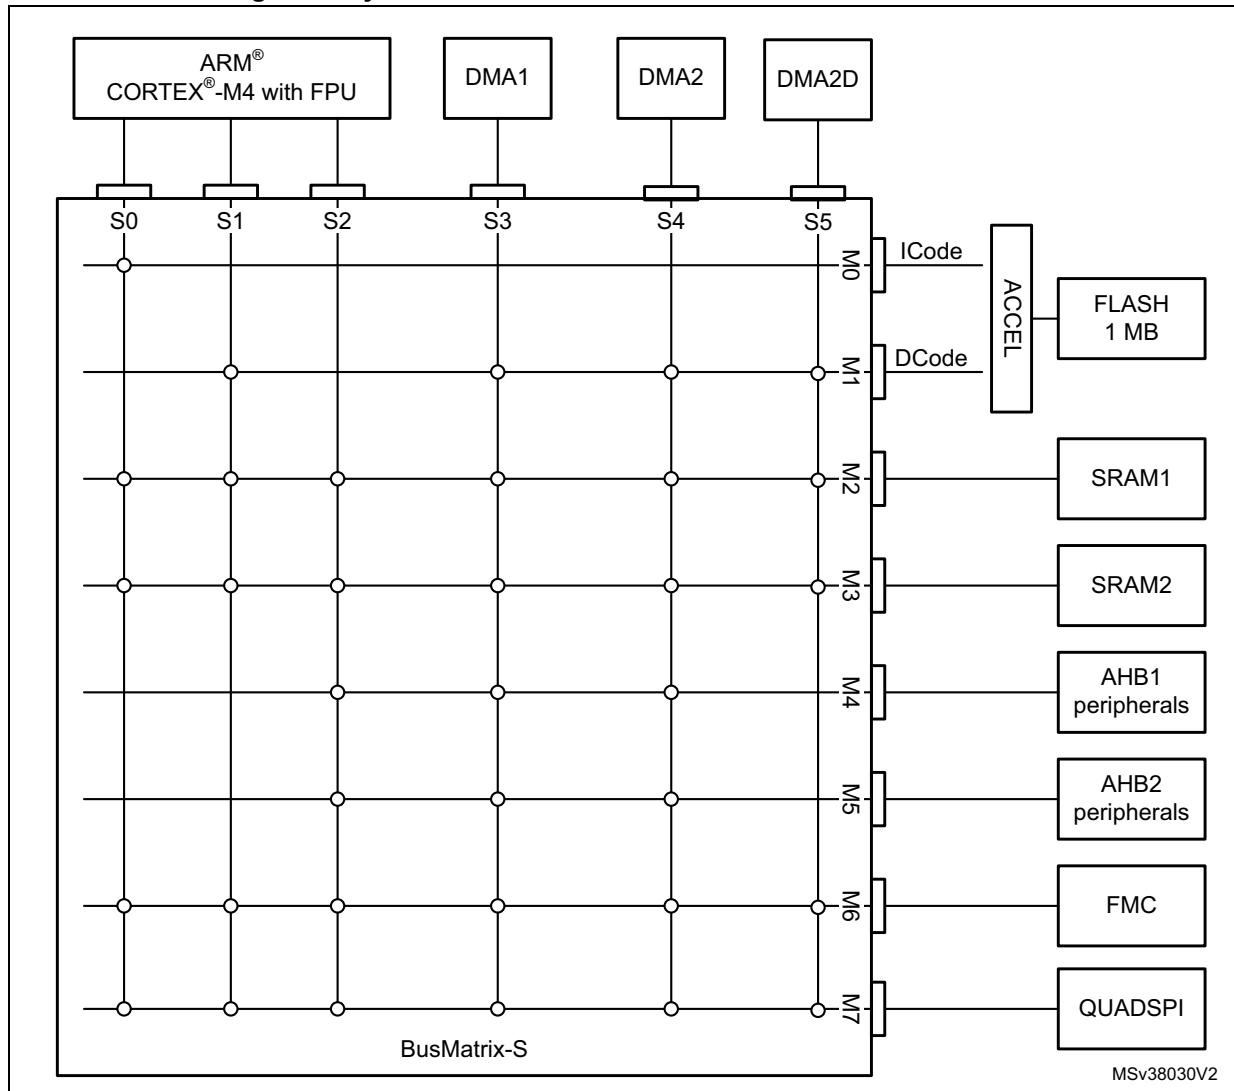 ARM®
CORTEX®-M4 with FPU
DMA1
DMA2
DMA2D
S0
S1
S2
S3
S4
S5
M0
ICode
ACCEL
FLASH
1 MB
M1
DCode
M2
SRAM1
M3
SRAM2
M4
AHB1
peripherals
M5
AHB2
peripherals
M6
FMC
M7
QUADSPI
BusMatrix-S
MSv38030V2